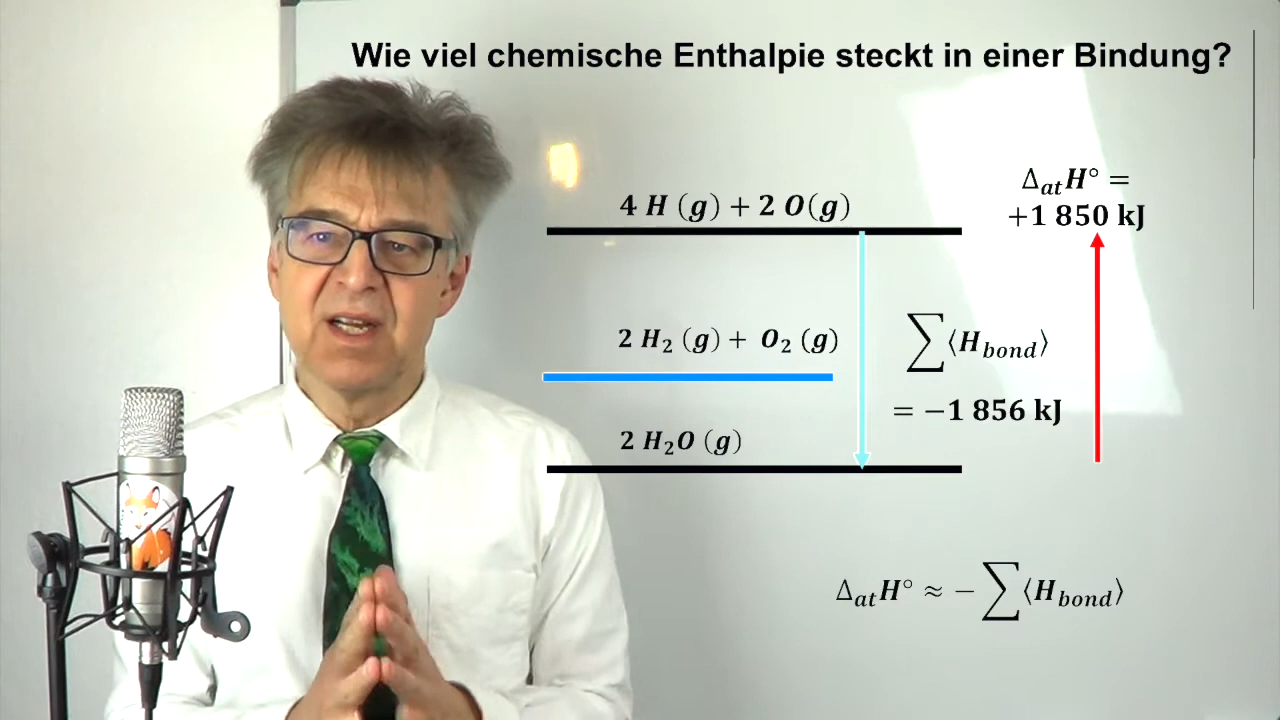 Wie viel chemische Enthalpie steckt in einer Bindung?
Δ_at H° =
+1 850 kJ
4 H (g) + 2 O(g)
2 H₂ (g) + O₂ (g)
∑⟨H_bond⟩
= −1 856 kJ
2 H₂O (g)
Δ_at H° ≈ − ∑⟨H_bond⟩